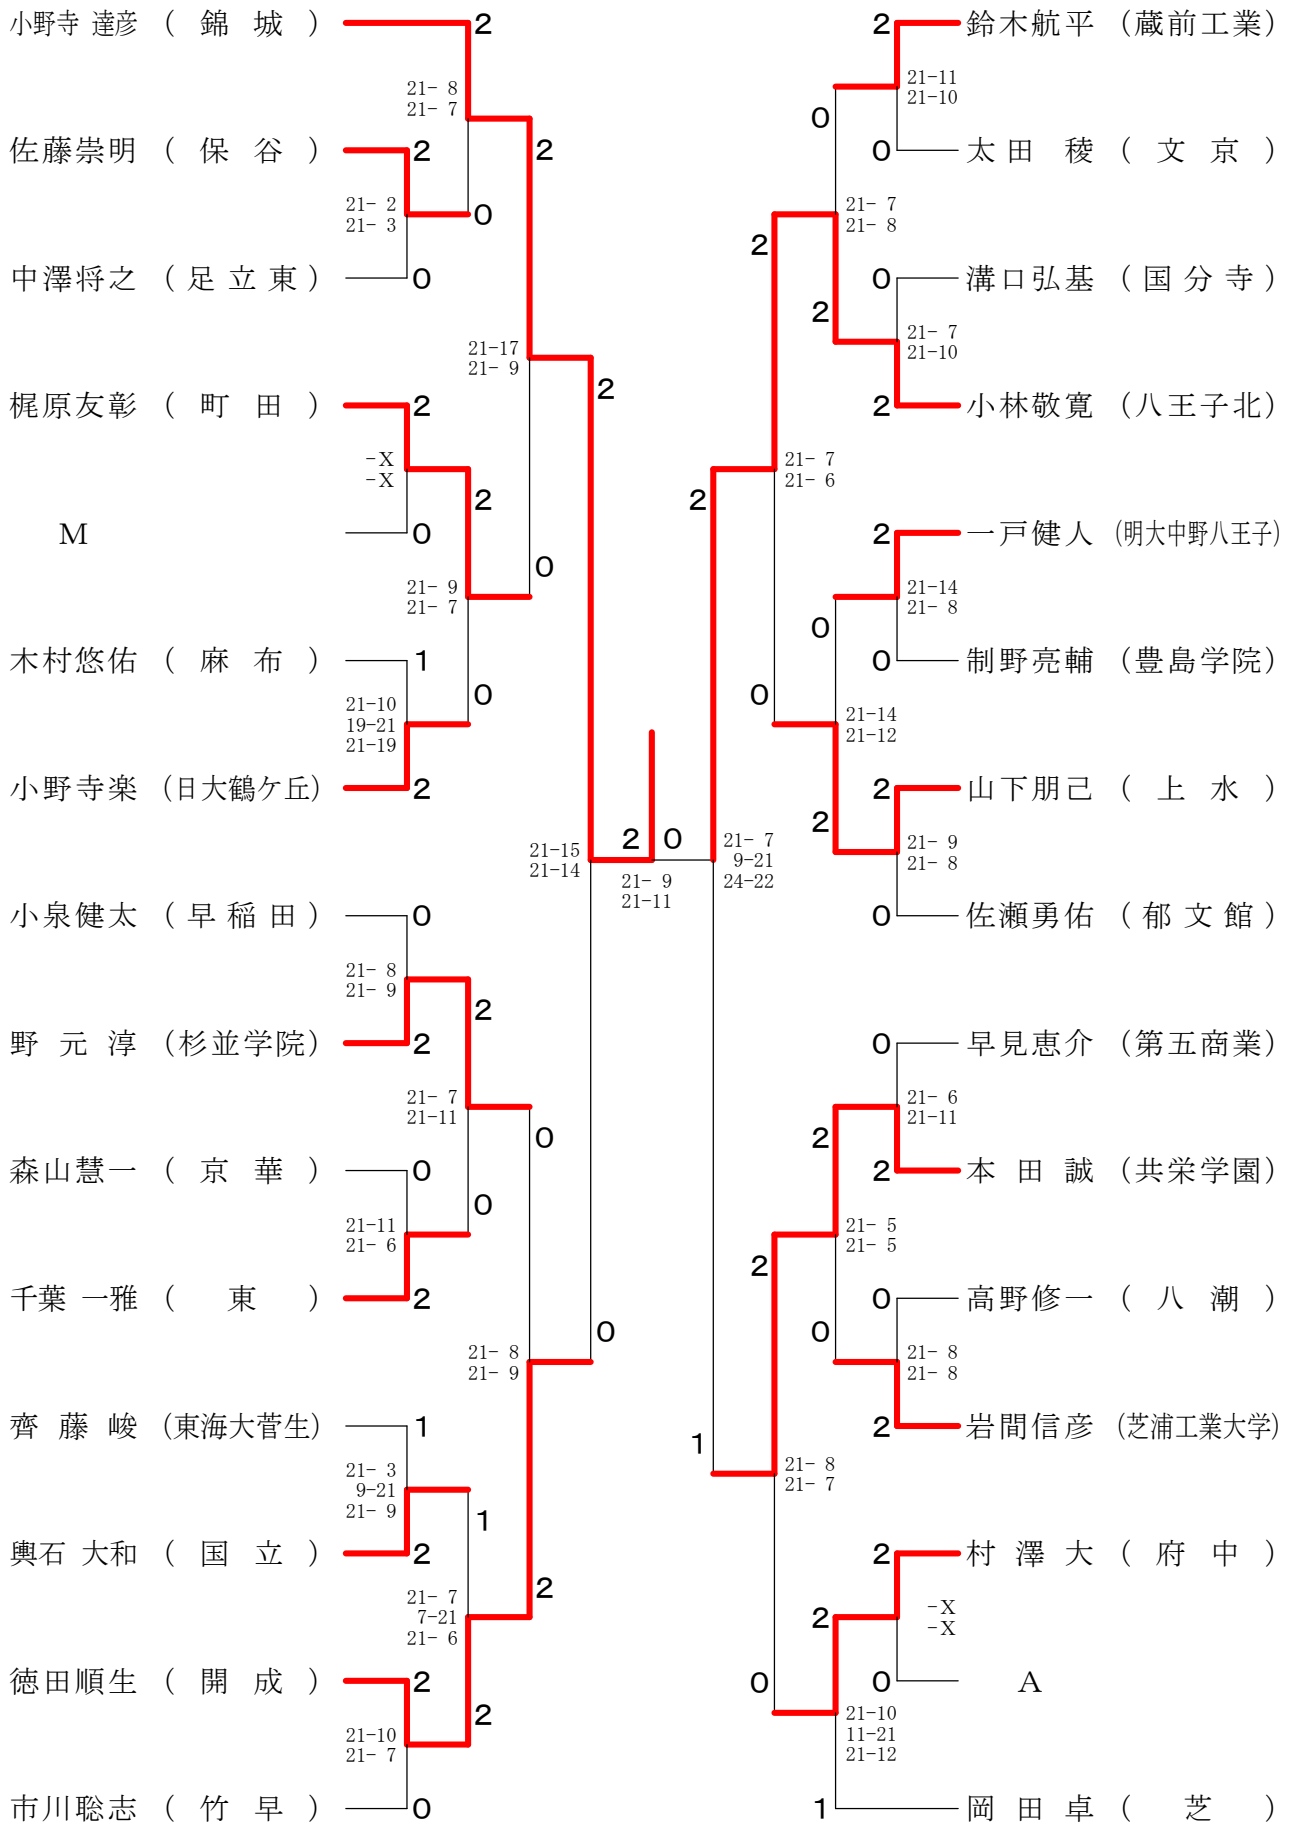 小野寺 達彦 ( 錦 城 ) 2
21- 8
21- 7
2
佐藤崇明 ( 保 谷 ) 2
21- 2
21- 3
0
中澤将之 ( 足 立 東 ) 0
21-17
21- 9
2
梶原友彰 ( 町 田 ) 2
-X
-X
2
M 0
0
21- 9
21- 7
木村悠佑 ( 麻 布 ) 1
0
21-10
19-21
21-19
小野寺楽 (日大鶴ケ丘) 2
21-15
21-14
2 0
21- 9
21-11
小泉健太 ( 早 稲 田 ) 0
21- 8
21- 9
2
野 元 淳 (杉並学院) 2
21- 7
21-11
0
森山慧一 ( 京 華 ) 0
0
21-11
21- 6
千葉 一雅 ( 東 ) 2
0
21- 8
21- 9
齊 藤 峻 (東海大菅生) 1
21- 3
9-21
21- 9
1
輿石 大和 ( 国 立 ) 2
2
21- 7
7-21
21- 6
徳田順生 ( 開 成 ) 2
2
21-10
21- 7
市川聡志 ( 竹 早 ) 0
2 鈴木航平 (蔵前工業)
21-11
21-10
0
0 太 田 稜 ( 文 京 )
21- 7
21- 8
2
0 溝口弘基 ( 国 分 寺 )
2
21- 7
21-10
2 小林敬寛 (八王子北)
21- 7
21- 6
2
2 一戸健人 (明大中野八王子)
21-14
21- 8
0
0 制野亮輔 (豊島学院)
0
21-14
21-12
2 山下朋己 ( 上 水 )
2
21- 9
21- 8
21- 7
9-21
24-22
0 佐瀬勇佑 ( 郁 文 館 )
0 早見恵介 (第五商業)
21- 6
21-11
2
2 本 田 誠 (共栄学園)
21- 5
21- 5
2
0 高野修一 ( 八 潮 )
0
21- 8
21- 8
2 岩間信彦 (芝浦工業大学)
1
21- 8
21- 7
2 村 澤 大 ( 府 中 )
2
-X
-X
0 A
0
21-10
11-21
21-12
1 岡 田 卓 ( 芝 )